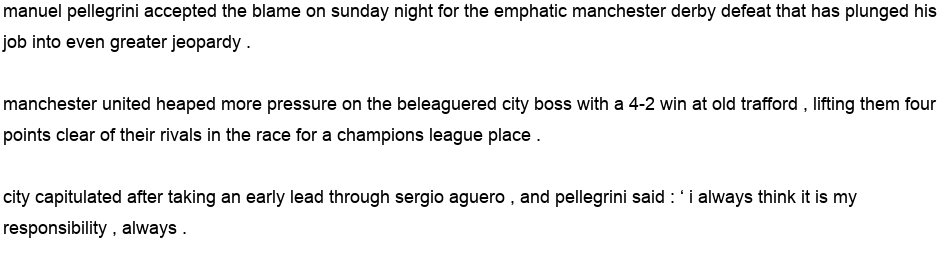 manuel pellegrini accepted the blame on sunday night for the emphatic manchester derby defeat that has plunged his
job into even greater jeopardy .
manchester united heaped more pressure on the beleaguered city boss with a 4-2 win at old trafford , lifting them four
points clear of their rivals in the race for a champions league place .
city capitulated after taking an early lead through sergio aguero , and pellegrini said : ‘ i always think it is my
responsibility , always .